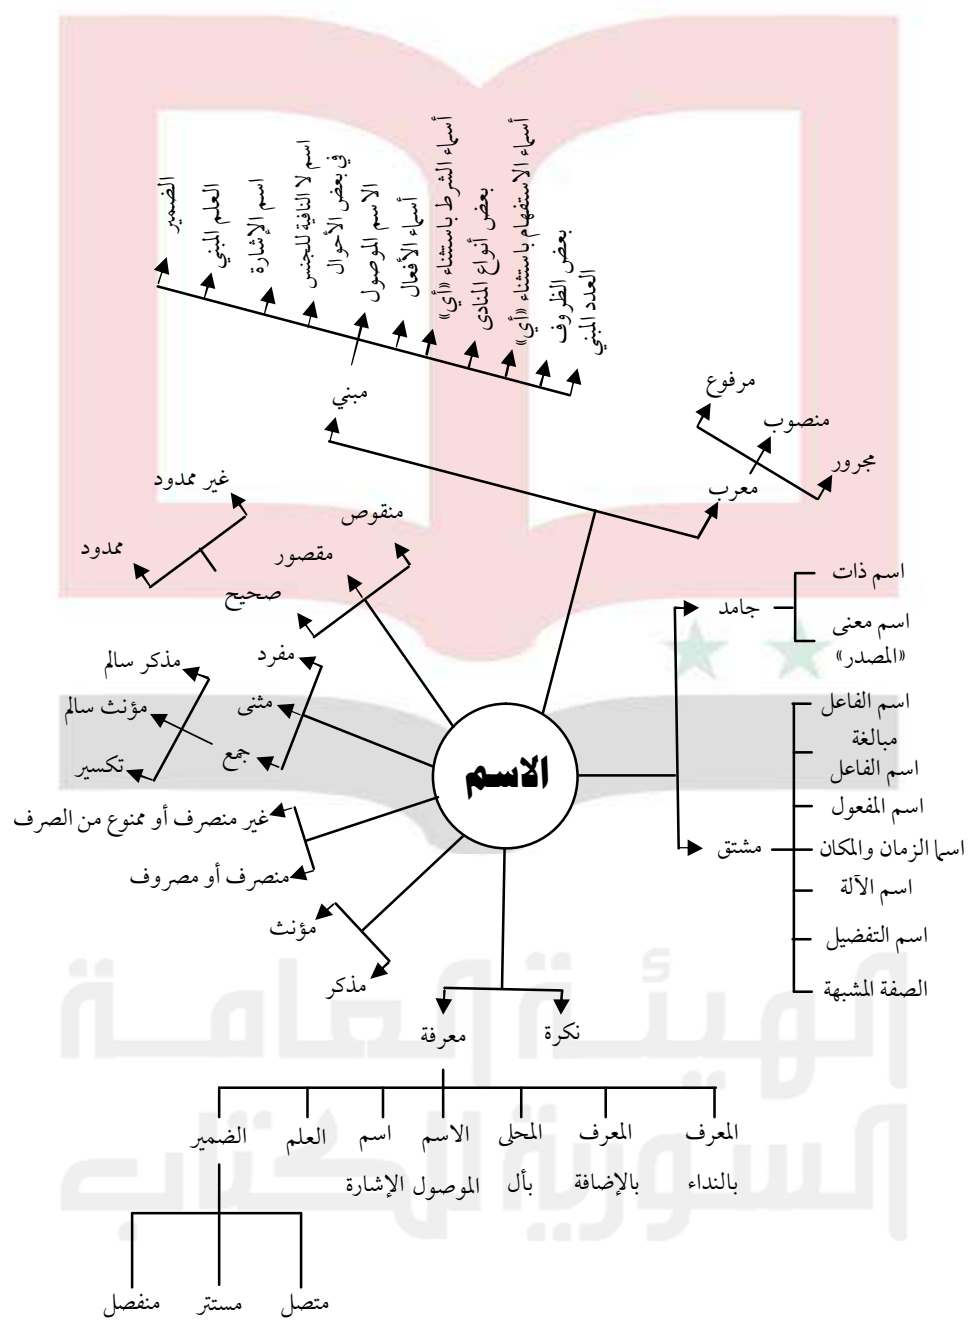 الضمير
العلم المبني
اسم الإشارة
اسم لا النافية للجنس
في بعض الأحوال
الاسم الموصول
أسماء الأفعال
أسماء الشرط باستثناء «أي»
بعض أنواع المنادى
أسماء الاستفهام باستثناء «أي»
بعض الظروف
العدد المبني
مبني
مرفوع
منصوب
مجرور
معرب
غير ممدود
ممدود
منقوص
مقصور
صحيح
اسم ذات
جامد
اسم معنى
«المصدر»
مفرد
مثنى
جمع
مذكر سالم
مؤنث سالم
تكسير
الاسم
اسم الفاعل
مبالغة
اسم الفاعل
اسم المفعول
مشتق
اسما الزمان والمكان
اسم الآلة
اسم التفضيل
الصفة المشبهة
غير منصرف أو ممنوع من الصرف
منصرف أو مصروف
مؤنث
مذكر
نكرة
معرفة
المعرف
بالنداء
المعرف
بالإضافة
المحلى
بأل
الاسم
الموصول
اسم
الإشارة
العلم
الضمير
متصل
مستتر
منفصل
الهيئة العامة
السورية للكتاب